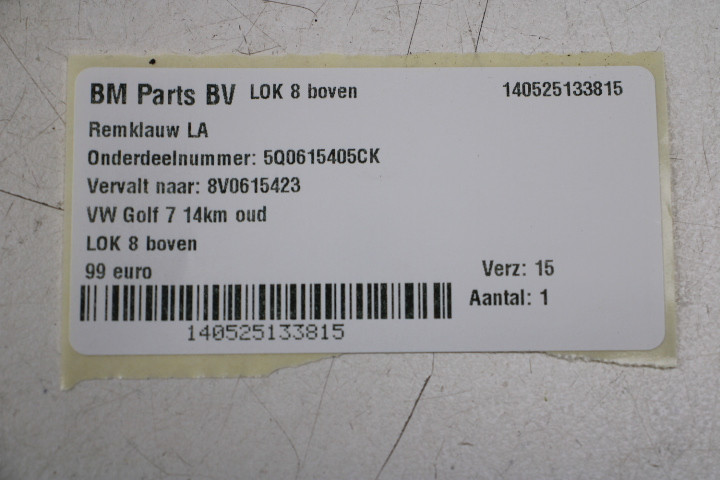 BM Parts BV LOK 8 boven 140525133815
Remklauw LA
Onderdeelnummer: 5Q0615405CK
Vervalt naar: 8V0615423
VW Golf 7 14km oud
LOK 8 boven
99 euro Verz: 15
Aantal: 1
140525133815